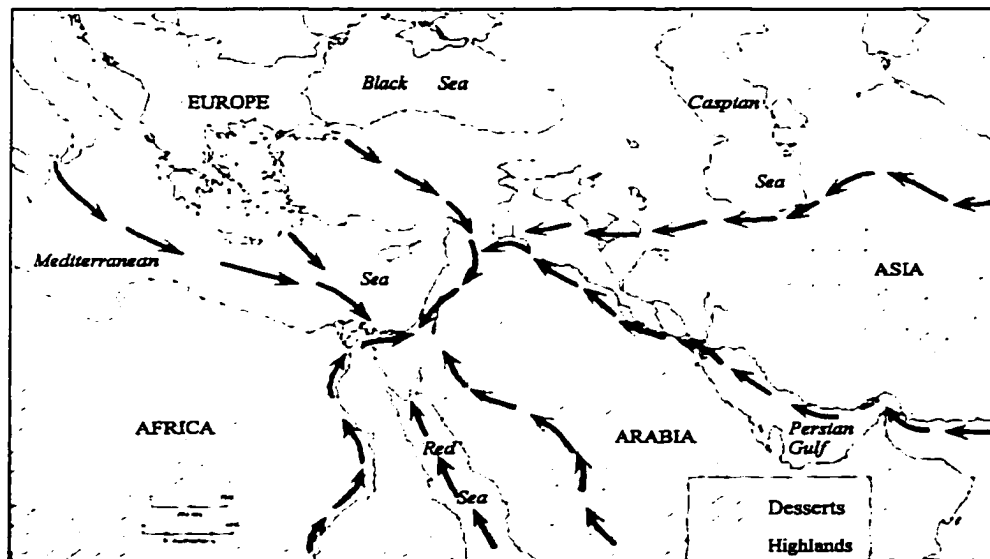 Black Sea
EUROPE
Caspian
Sea
Mediterranean
Sea
ASIA
AFRICA
Red
Sea
ARABIA
Persian
Gulf
Desserts
Highlands